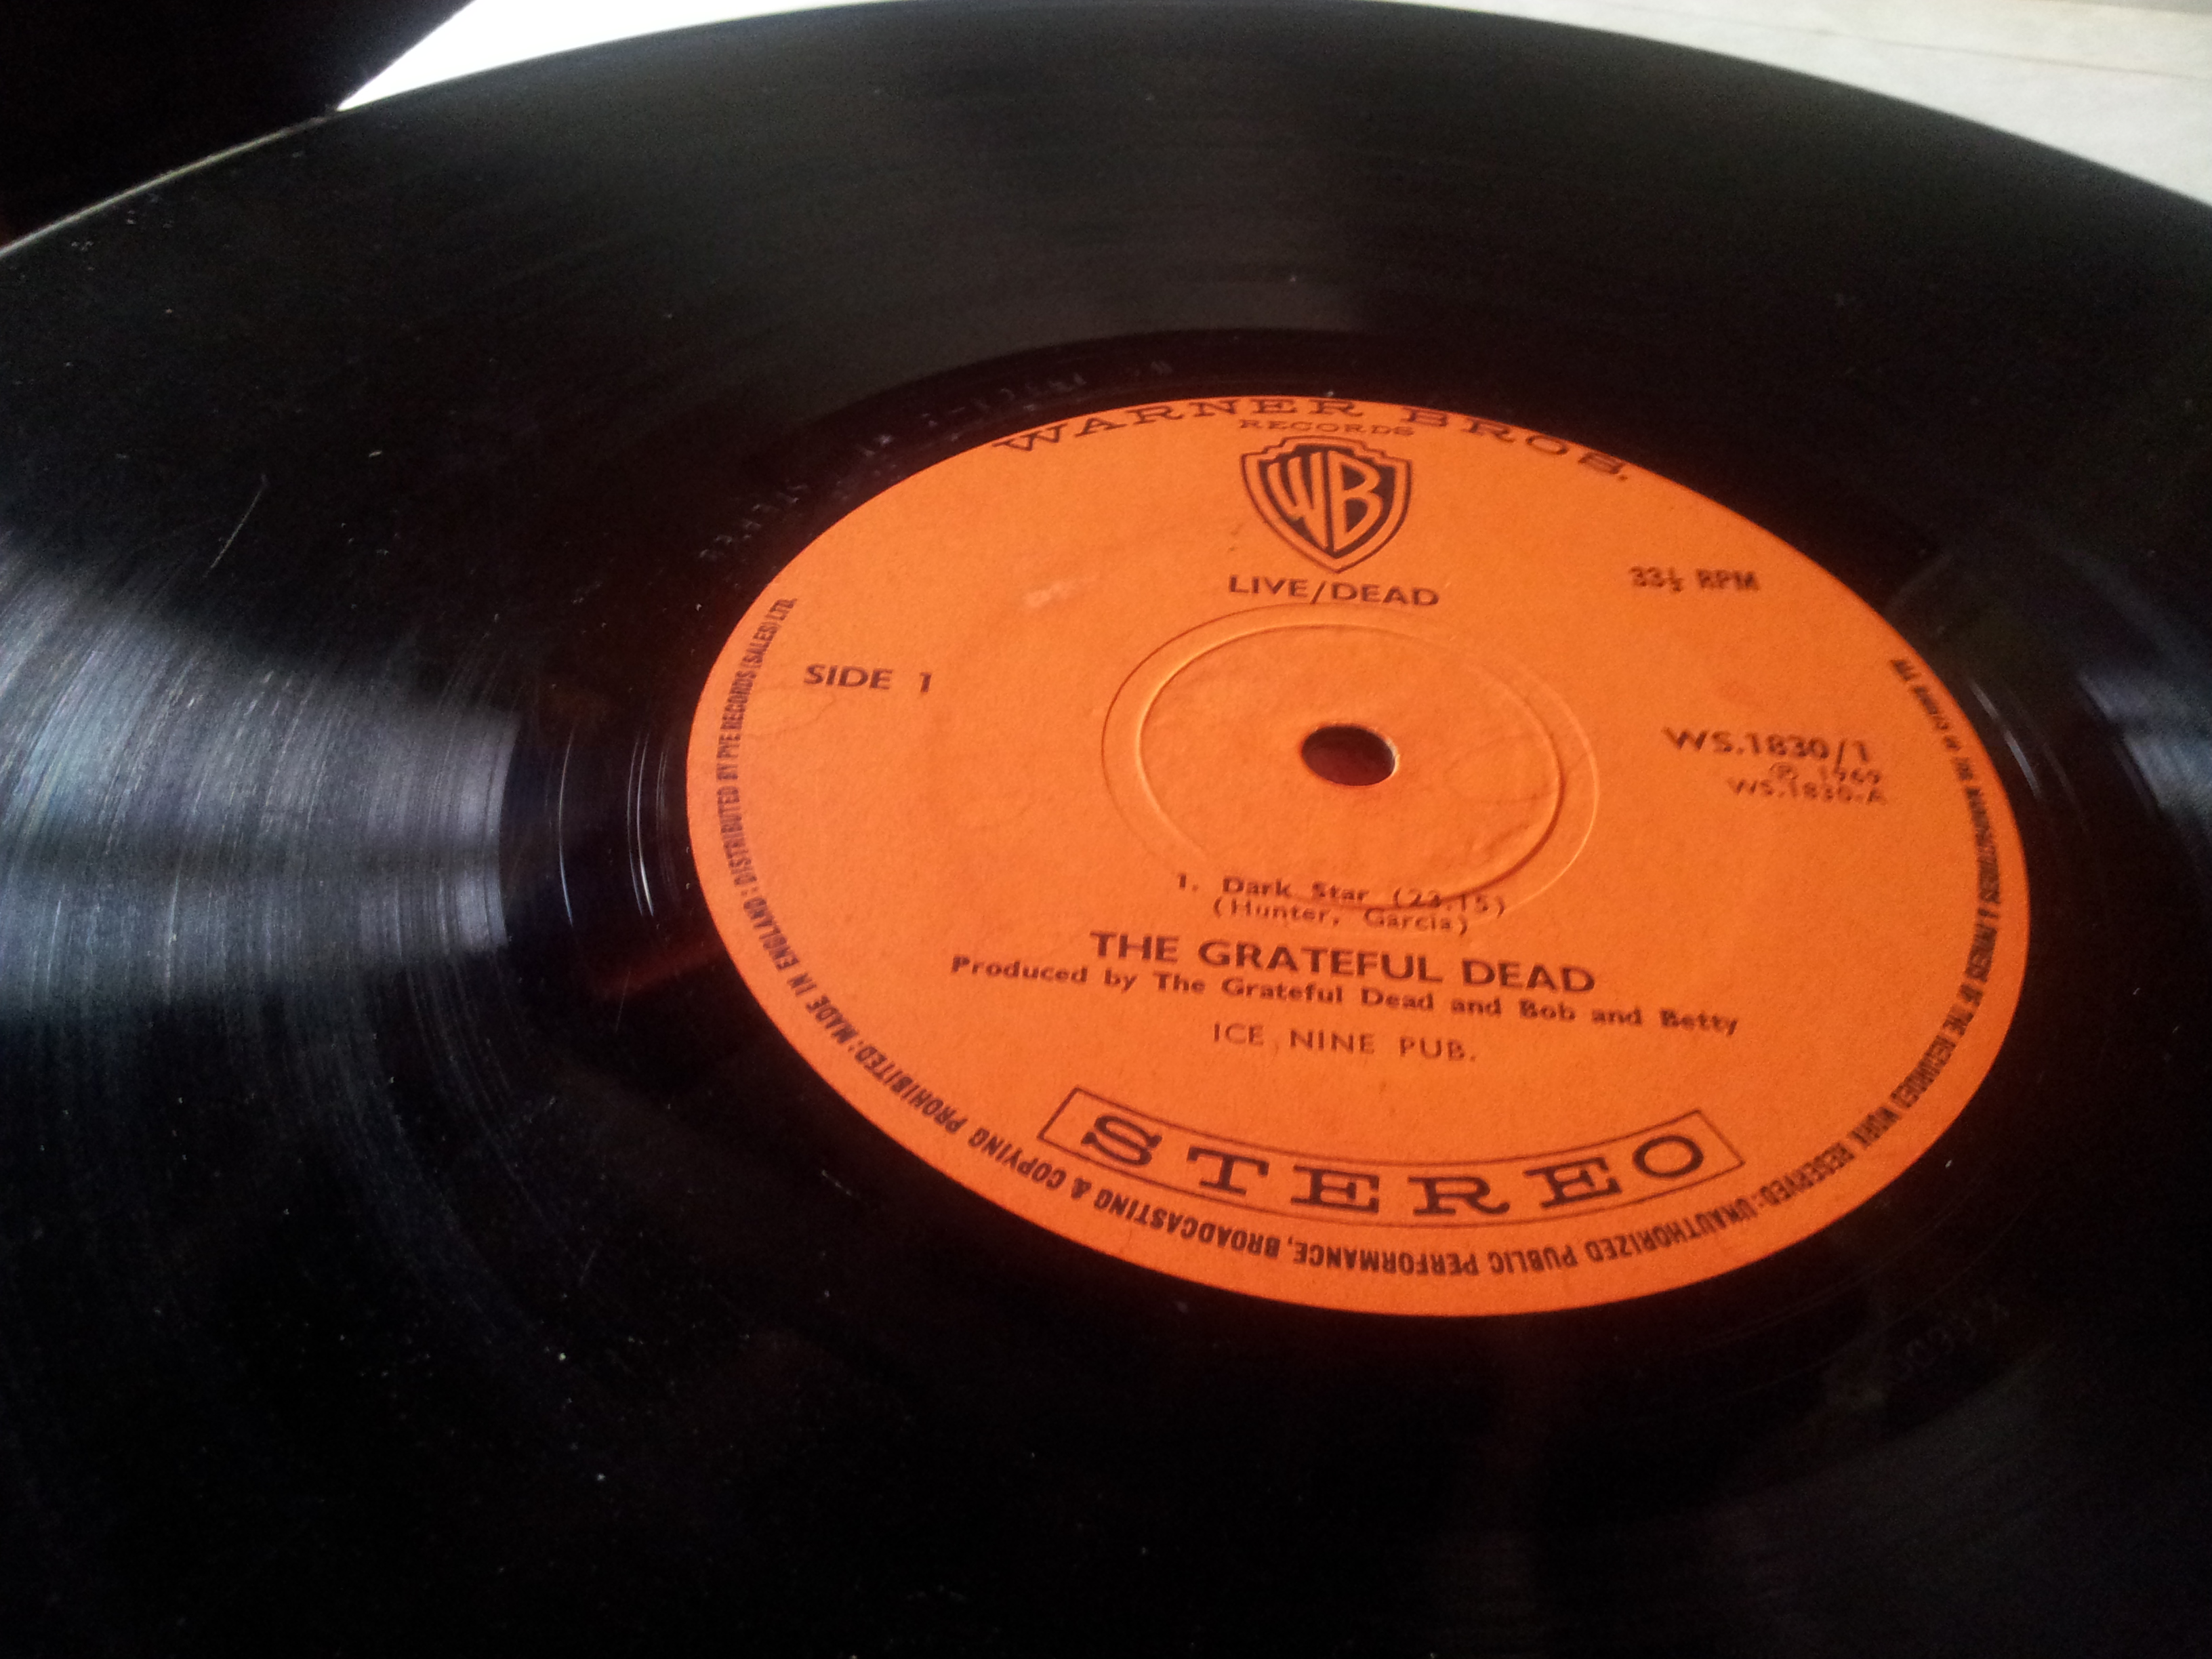 WARNER BROS.
RECORDS
WB
LIVE/DEAD
33⅓ RPM
SIDE 1
WS.1830/1
℗ 1969
WS.1830-A
1. Dark Star (23.15)
(Hunter, Garcia)
THE GRATEFUL DEAD
Produced by The Grateful Dead and Bob and Betty
ICE NINE PUB.
STEREO
OF THE RECORDED WORK RESERVED: UNAUTHORIZED PUBLIC PERFORMANCE, BROADCASTING & COPYING PROHIBITED: MADE IN ENGLAND: DISTRIBUTED BY PYE RECORDS (SALES) LTD.